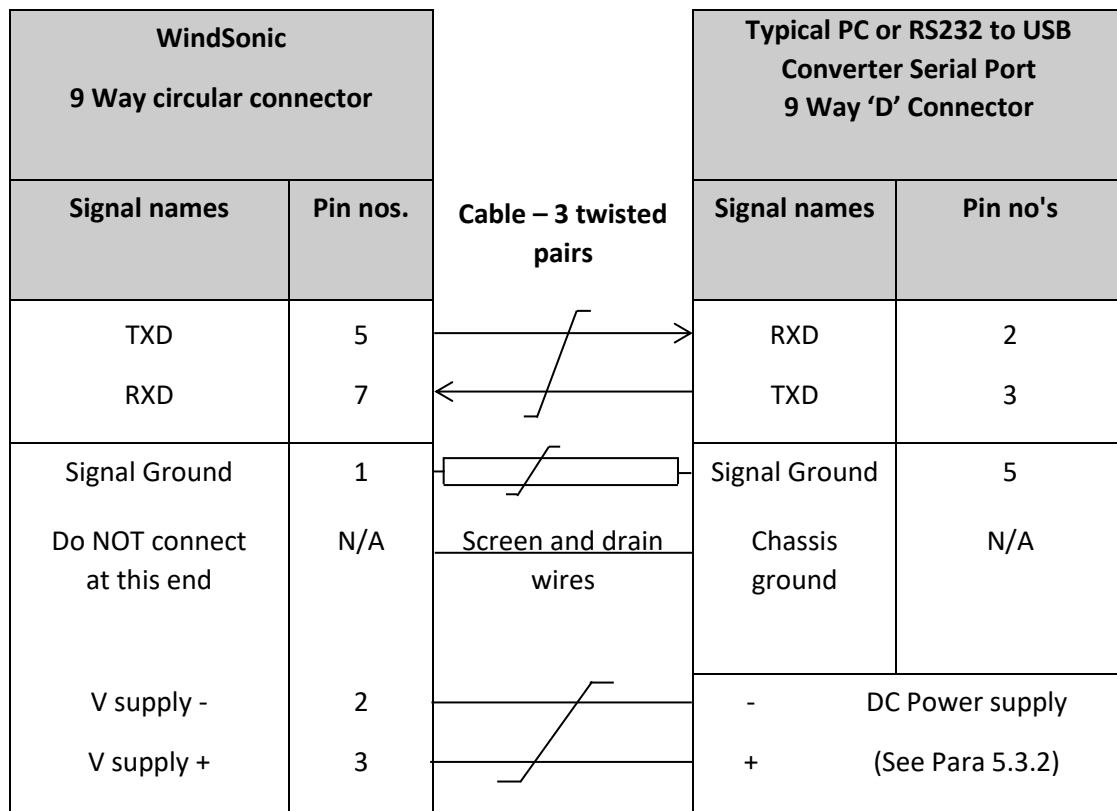 WindSonic
9 Way circular connector
Typical PC or RS232 to USB
Converter Serial Port
9 Way ‘D’ Connector
Signal names Pin nos. Cable – 3 twisted pairs Signal names Pin no's
TXD 5 RXD 2
RXD 7 TXD 3
Signal Ground 1 Signal Ground 5
Do NOT connect at this end N/A Screen and drain wires Chassis ground N/A
V supply - 2 - DC Power supply
V supply + 3 + (See Para 5.3.2)